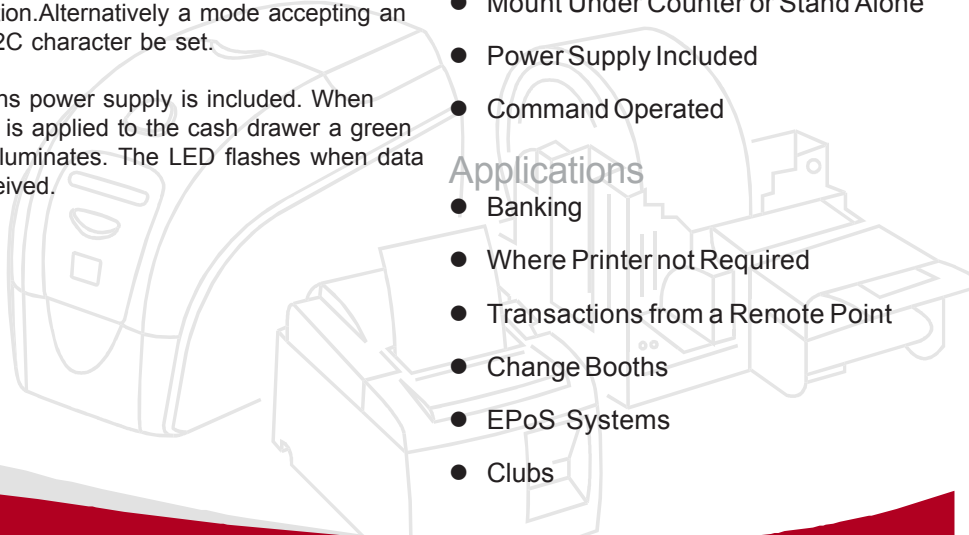 tion.Alternatively a mode accepting an
2C character be set.
ns power supply is included. When
is applied to the cash drawer a green
luminates. The LED flashes when data
eived.
● Mount Under Counter or Stand Alone
● Power Supply Included
● Command Operated
Applications
● Banking
● Where Printer not Required
● Transactions from a Remote Point
● Change Booths
● EPoS Systems
● Clubs